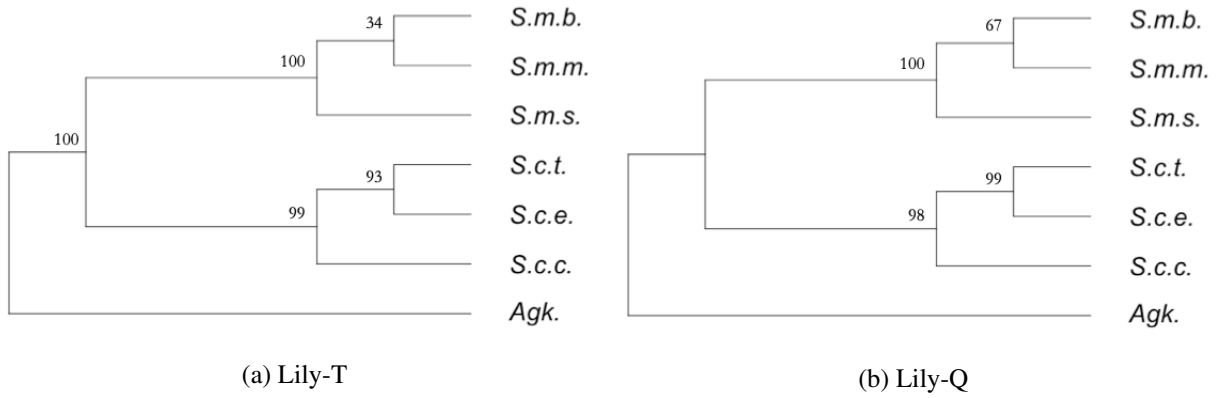 34
S.m.b.
100
S.m.m.
S.m.s.
100
S.c.t.
93
99
S.c.e.
S.c.c.
Agk.
(a) Lily-T
67
S.m.b.
100
S.m.m.
S.m.s.
S.c.t.
99
98
S.c.e.
S.c.c.
Agk.
(b) Lily-Q